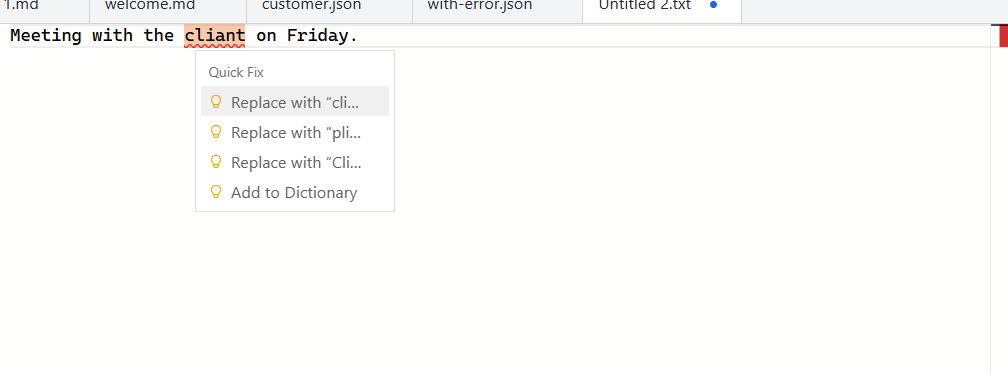 1.md welcome.md customer.json with-error.json Untitled 2.txt
Meeting with the cliant on Friday.
Quick Fix
Replace with “cli...
Replace with “pli...
Replace with “Cli...
Add to Dictionary